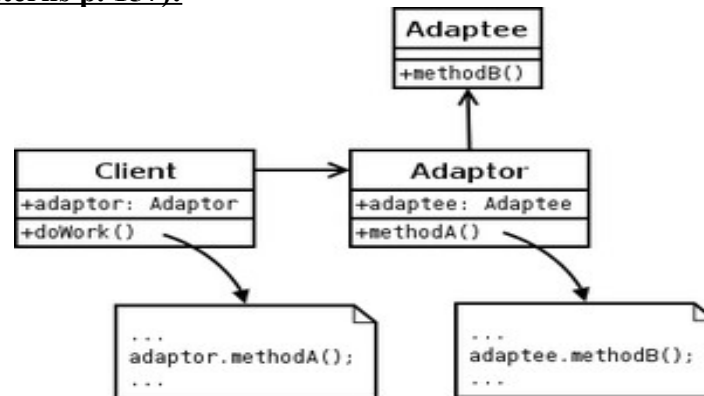 Adaptee
+methodB()
Client
+adaptor: Adaptor
+doWork()
Adaptor
+adaptee: Adaptee
+methodA()
...
adaptor.methodA();
...
...
adaptee.methodB();
...